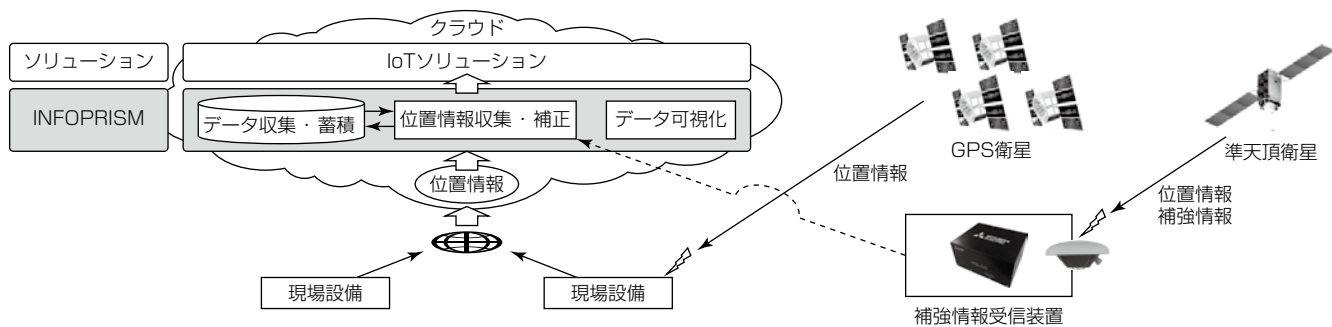 クラウド
ソリューション
IoTソリューション
INFOPRISM
データ収集・蓄積
位置情報収集・補正
データ可視化
位置情報
現場設備
現場設備
位置情報
GPS衛星
準天頂衛星
位置情報
補強情報
補強情報受信装置